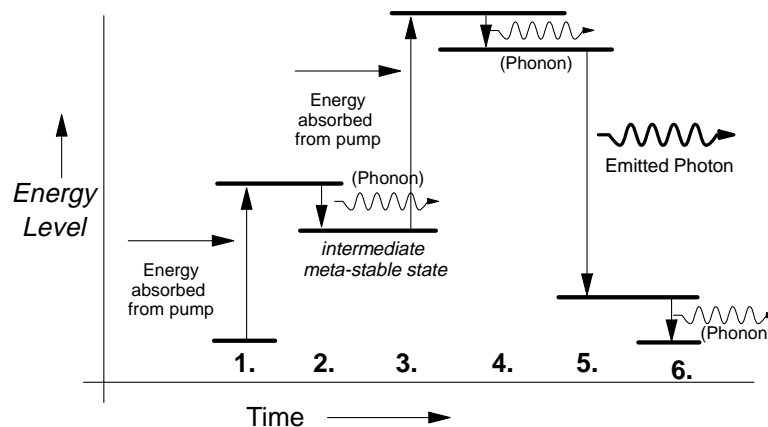 (Phonon)
Energy
absorbed
from pump
Emitted Photon
(Phonon)
Energy
Level
intermediate
meta-stable state
Energy
absorbed
from pump
(Phonon
1. 2. 3. 4. 5. 6.
Time